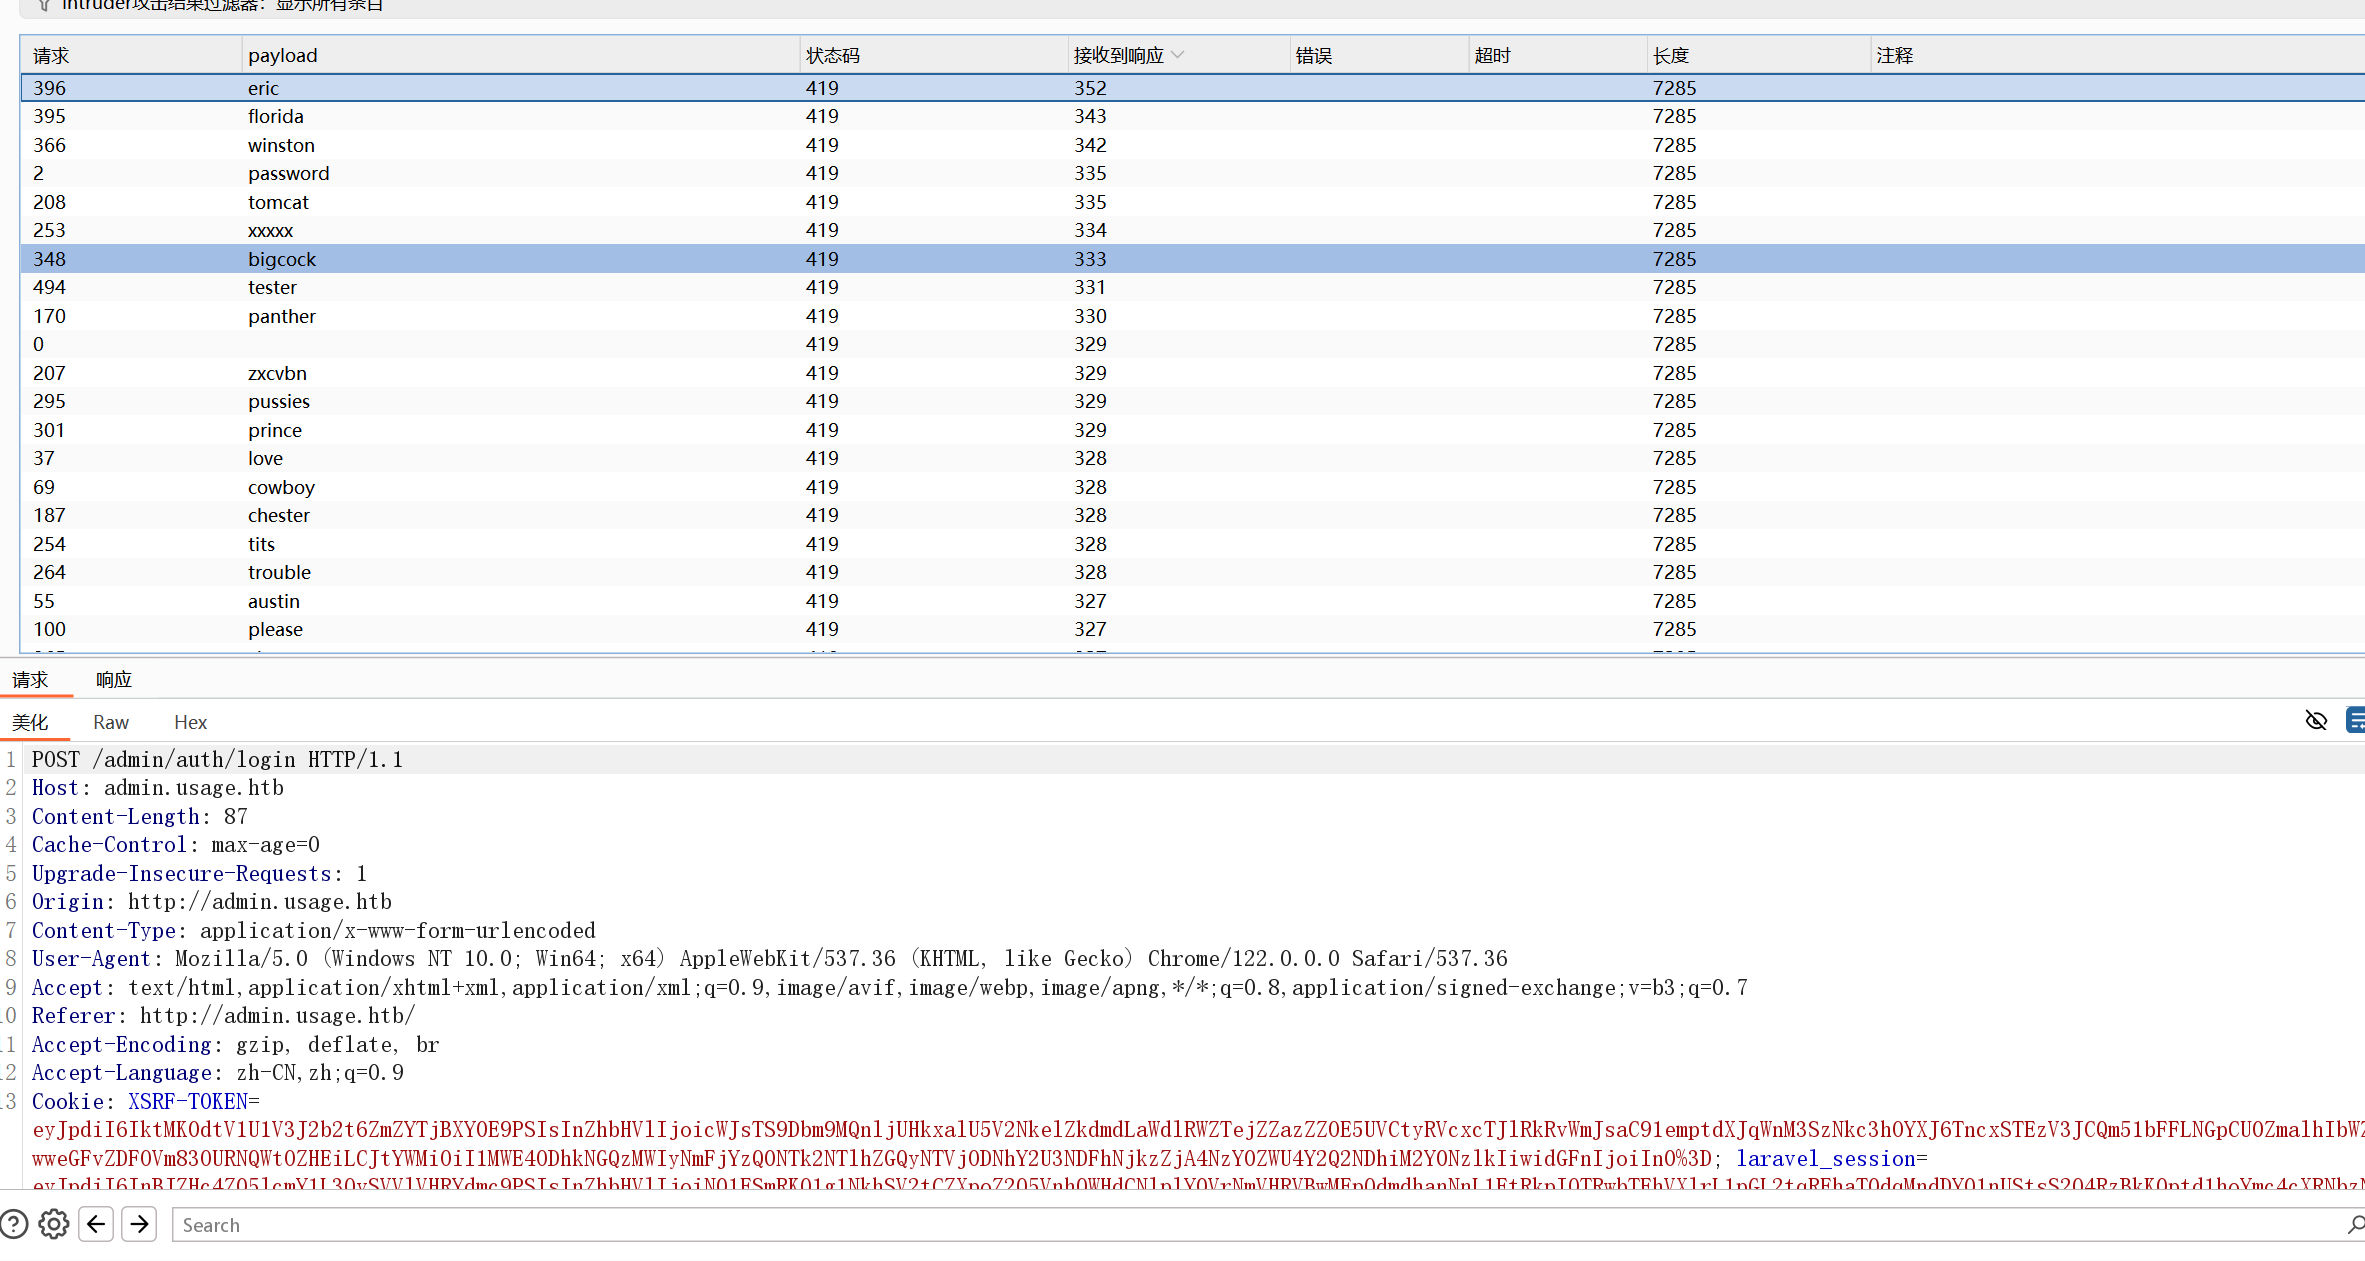 Intruder攻击结果过滤器：显示所有条目
请求 payload 状态码 接收到响应 错误 超时 长度 注释
396 eric 419 352 7285
395 florida 419 343 7285
366 winston 419 342 7285
2 password 419 335 7285
208 tomcat 419 335 7285
253 xxxxx 419 334 7285
348 bigcock 419 333 7285
494 tester 419 331 7285
170 panther 419 330 7285
0 419 329 7285
207 zxcvbn 419 329 7285
295 pussies 419 329 7285
301 prince 419 329 7285
37 love 419 328 7285
69 cowboy 419 328 7285
187 chester 419 328 7285
254 tits 419 328 7285
264 trouble 419 328 7285
55 austin 419 327 7285
100 please 419 327 7285
请求 响应
美化 Raw Hex
1 POST /admin/auth/login HTTP/1.1
2 Host: admin.usage.htb
3 Content-Length: 87
4 Cache-Control: max-age=0
5 Upgrade-Insecure-Requests: 1
6 Origin: http://admin.usage.htb
7 Content-Type: application/x-www-form-urlencoded
8 User-Agent: Mozilla/5.0 (Windows NT 10.0; Win64; x64) AppleWebKit/537.36 (KHTML, like Gecko) Chrome/122.0.0.0 Safari/537.36
9 Accept: text/html,application/xhtml+xml,application/xml;q=0.9,image/avif,image/webp,image/apng,*/*;q=0.8,application/signed-exchange;v=b3;q=0.7
0 Referer: http://admin.usage.htb/
1 Accept-Encoding: gzip, deflate, br
2 Accept-Language: zh-CN,zh;q=0.9
3 Cookie: XSRF-TOKEN=
; laravel_session=
Search